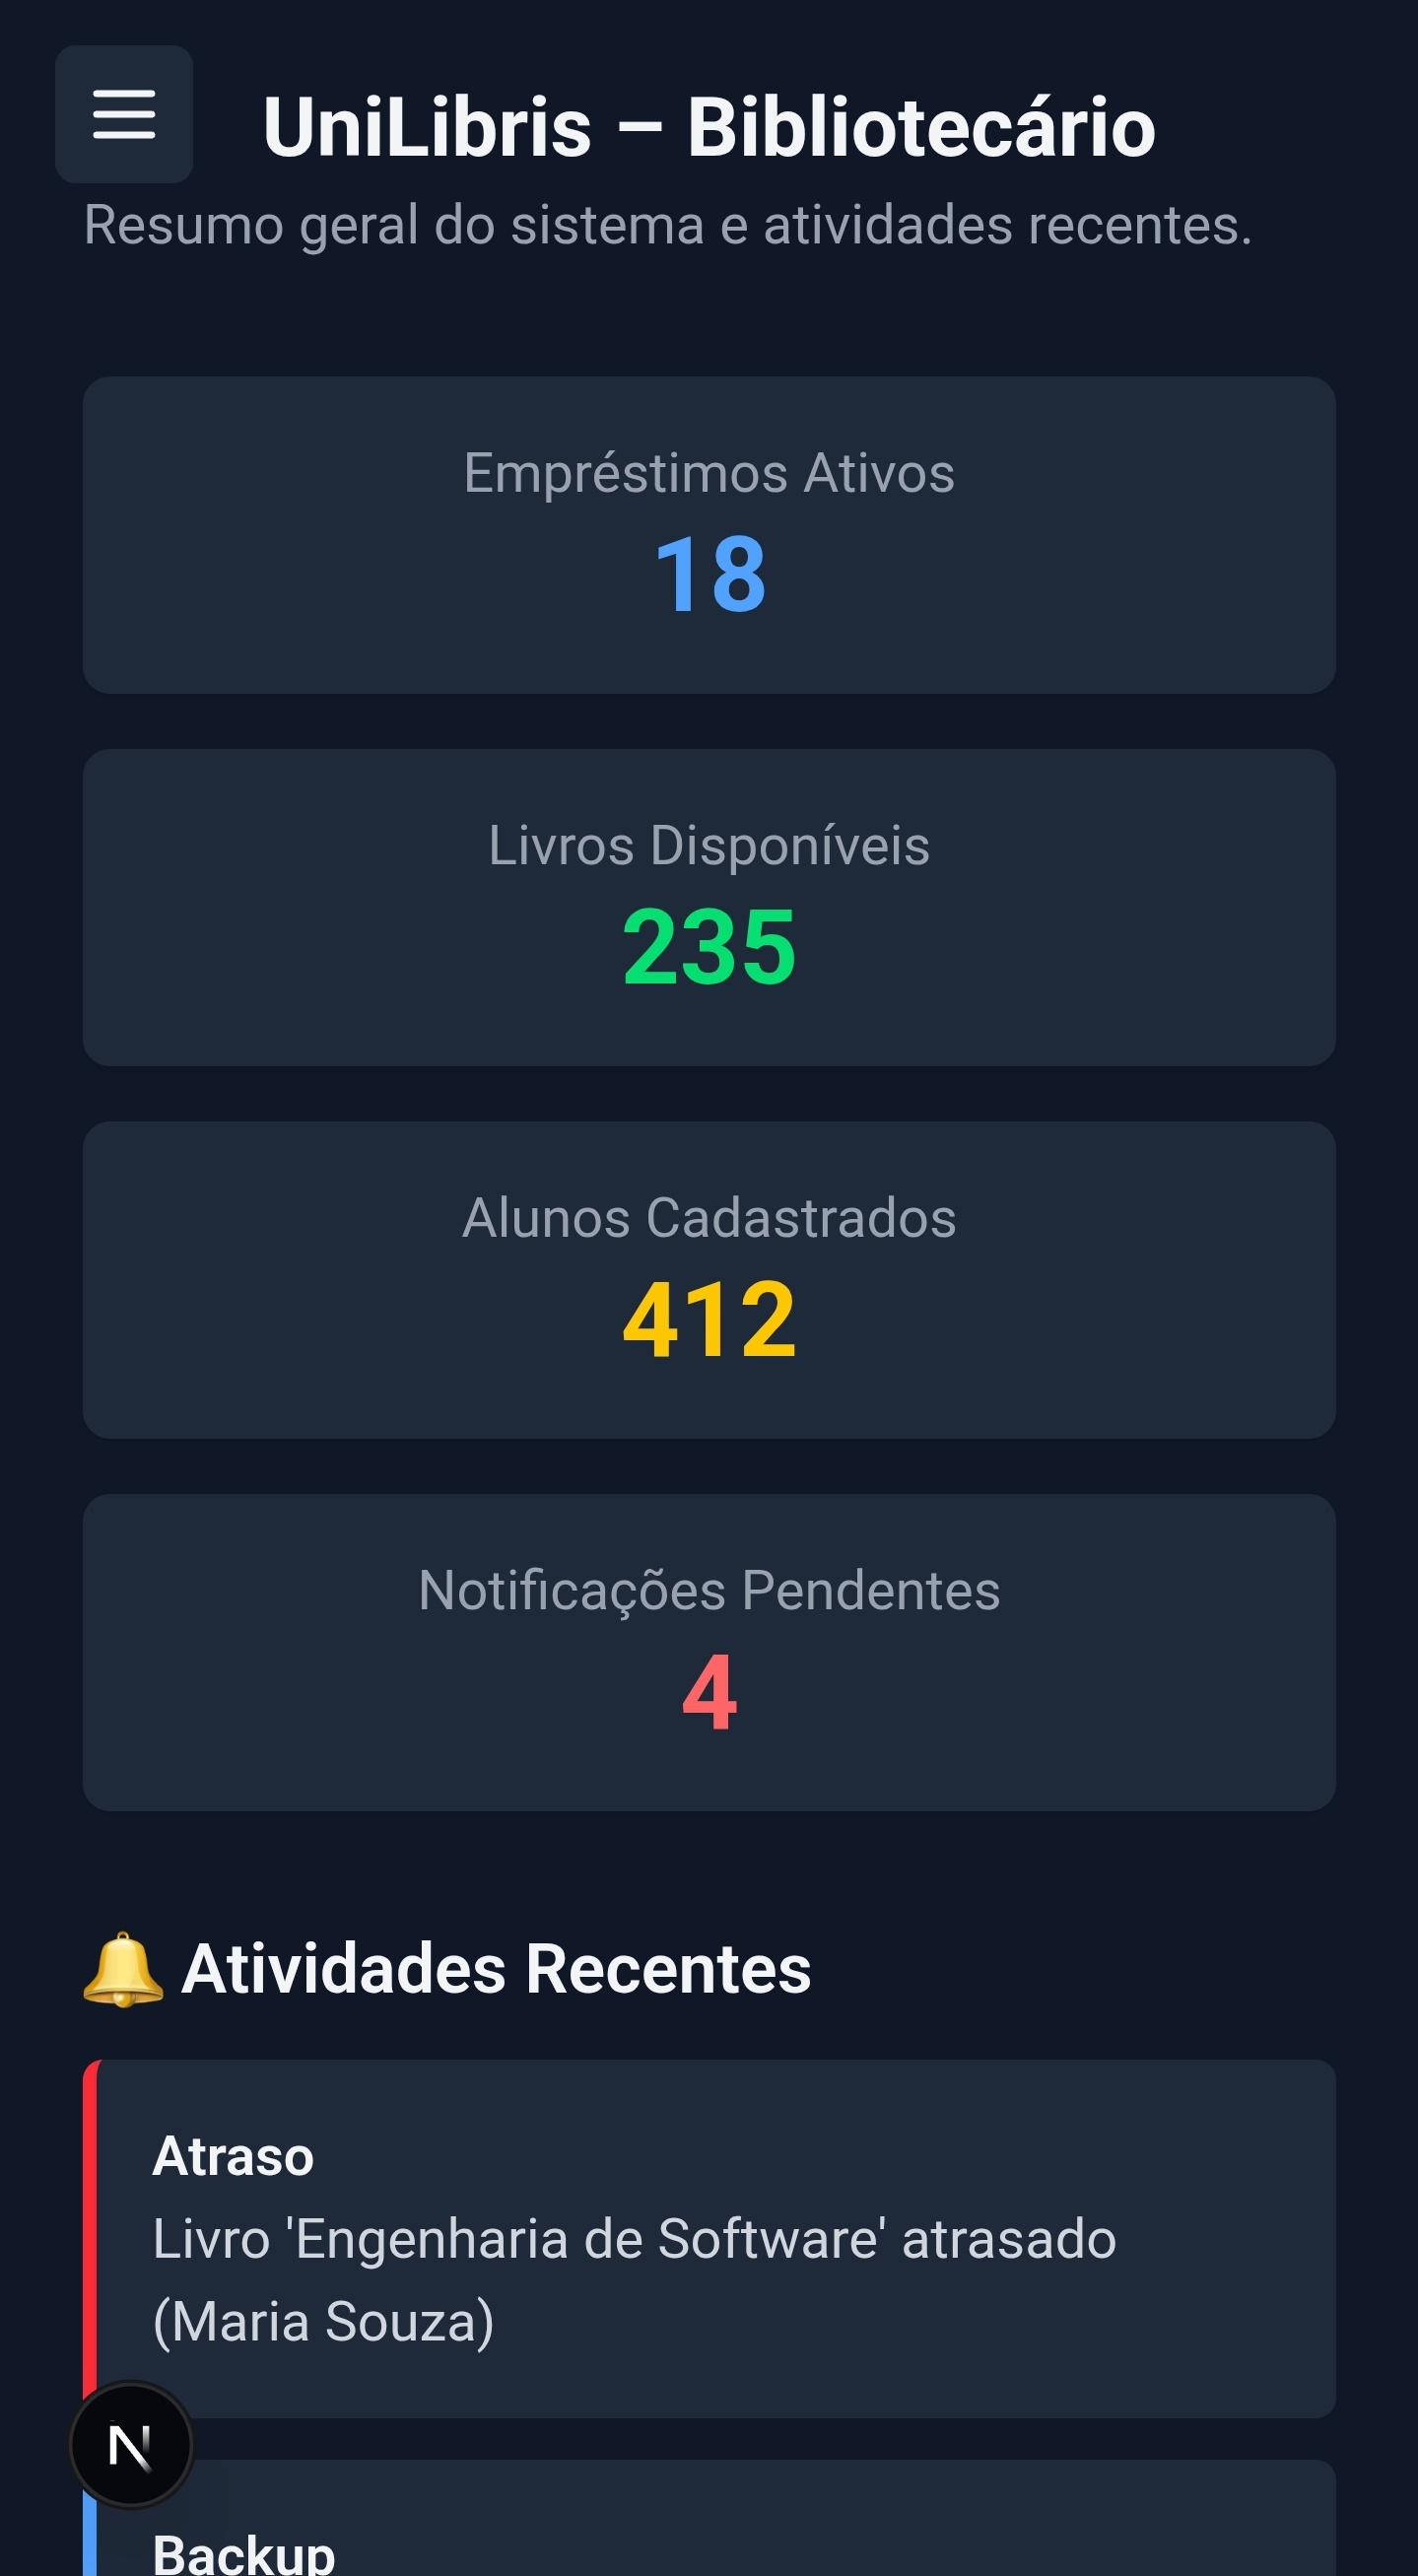 UniLibris – Bibliotecário
Resumo geral do sistema e atividades recentes.
Empréstimos Ativos
18
Livros Disponíveis
235
Alunos Cadastrados
412
Notificações Pendentes
4
🔔 Atividades Recentes
Atraso
Livro 'Engenharia de Software' atrasado
(Maria Souza)
N
Backup